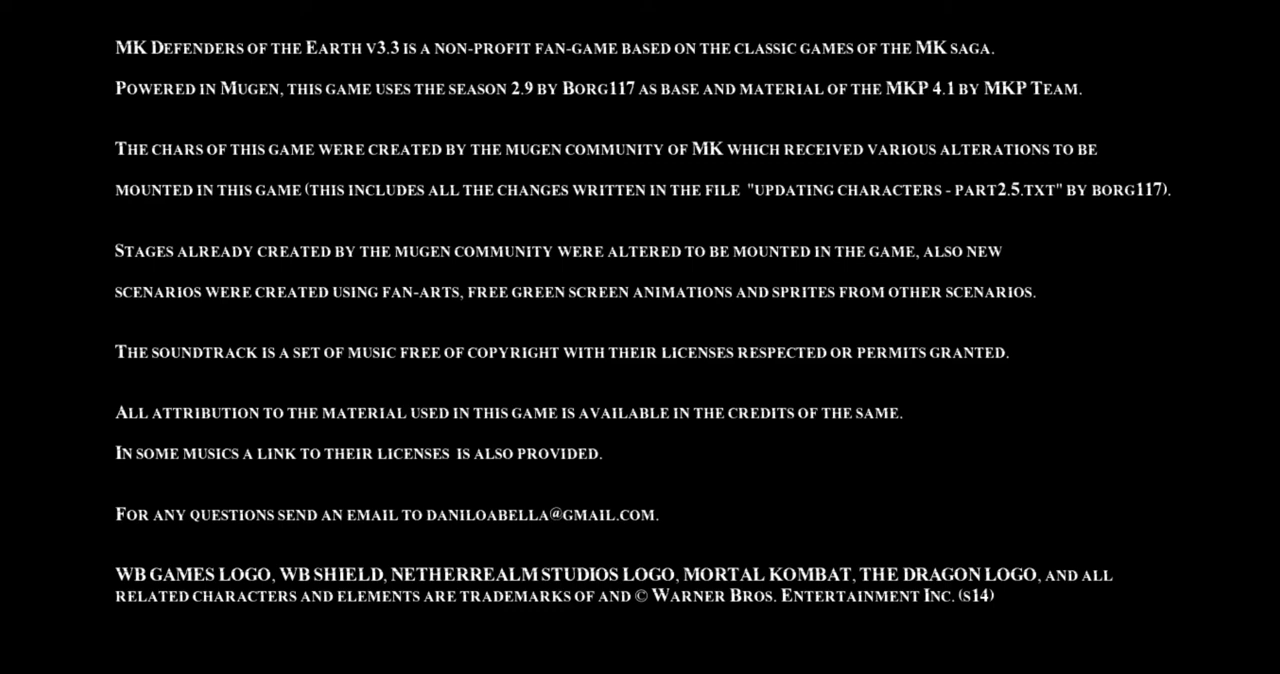 MK Defenders of the Earth v3.3 is a non-profit fan-game based on the classic games of the MK saga.
Powered in Mugen, this game uses the season 2.9 by Borg117 as base and material of the MKP 4.1 by MKP Team.
The chars of this game were created by the mugen community of MK which received various alterations to be
mounted in this game (this includes all the changes written in the file "updating characters - part2.5.txt" by borg117).
Stages already created by the mugen community were altered to be mounted in the game, also new
scenarios were created using fan-arts, free green screen animations and sprites from other scenarios.
The soundtrack is a set of music free of copyright with their licenses respected or permits granted.
All attribution to the material used in this game is available in the credits of the same.
In some musics a link to their licenses is also provided.
For any questions send an email to daniloabella@gmail.com.
WB GAMES LOGO, WB SHIELD, NETHERREALM STUDIOS LOGO, MORTAL KOMBAT, THE DRAGON LOGO, and all
related characters and elements are trademarks of and © Warner Bros. Entertainment Inc. (s14)